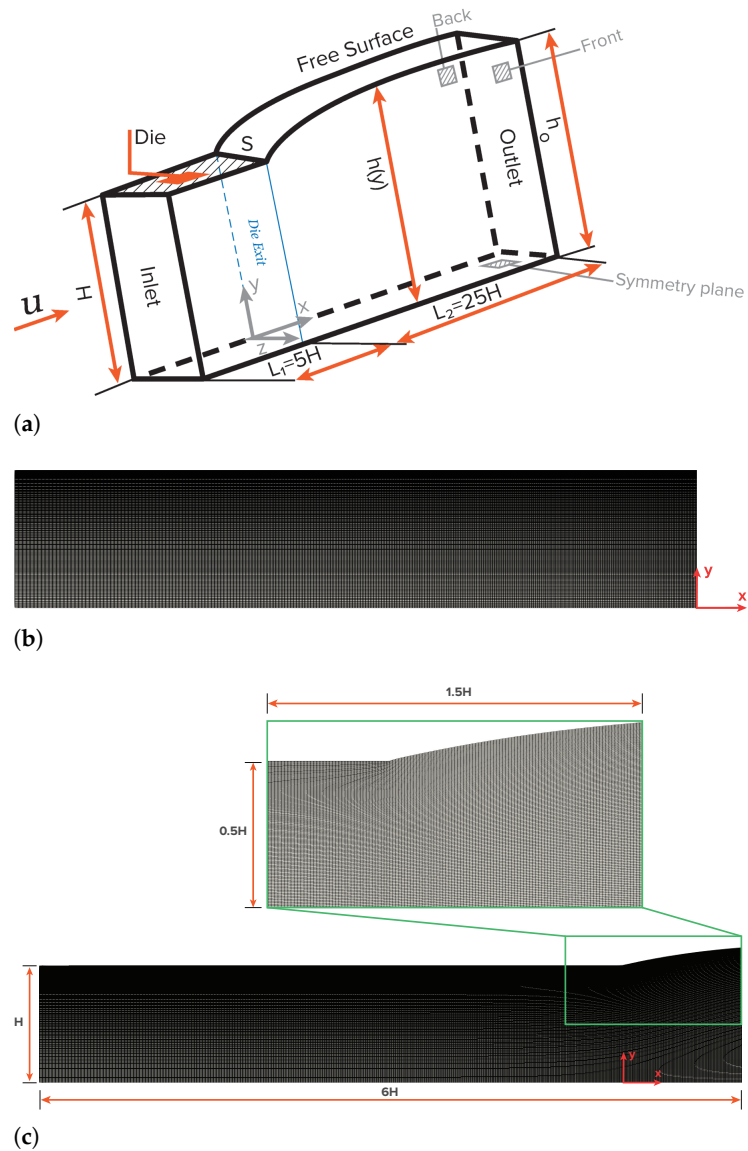 Back
Free Surface
Front
Die
S
Outlet
h₀
h(y)
Die Exit
Inlet
H
u
y
x
z
Symmetry plane
L₂=25H
L₁=5H
(a)
y
x
(b)
1.5H
0.5H
H
y
x
6H
(c)